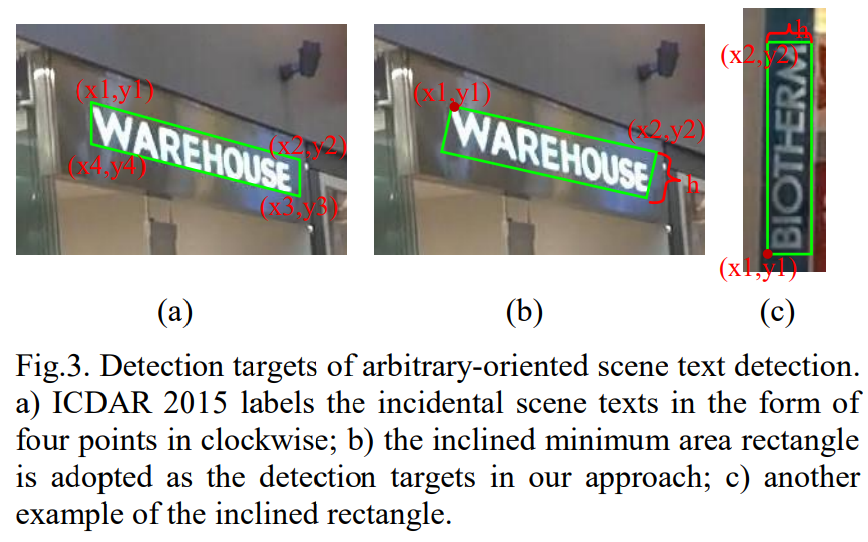 (x1,y1)
WAREHOUSE
(x2,y2)
(x4,y4)
(x3,y3)
(x1,y1)
WAREHOUSE
(x2,y2)
h
h
(x2,y2)
BIOTHERM
(x1,y1)
(a)
(b)
(c)
Fig.3. Detection targets of arbitrary-oriented scene text detection.
a) ICDAR 2015 labels the incidental scene texts in the form of
four points in clockwise; b) the inclined minimum area rectangle
is adopted as the detection targets in our approach; c) another
example of the inclined rectangle.